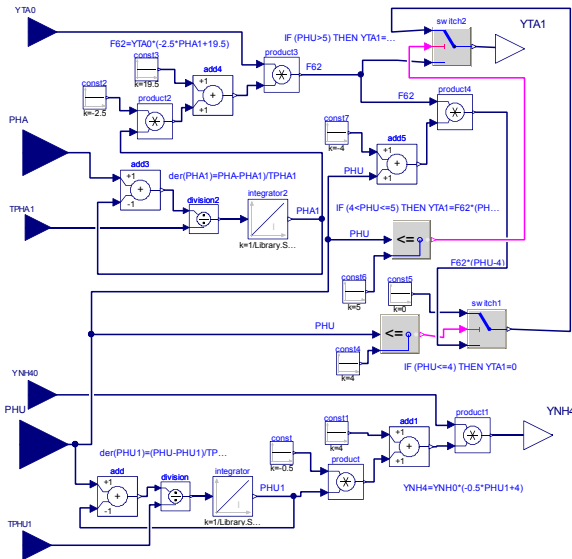 YTA0
F62=YTA0*(-2.5*PHA1+19.5)
const3
k=19.5
product3
F62
IF (PHU>5) THEN YTA1=...
switch2
YTA1
const2
k=-2.5
add4
+1
+1
product2
F62
product4
PHA
const7
k=-4
add5
+1
+1
PHU
add3
+1
-1
der(PHA1)=PHA-PHA1)/TPHA1
TPHA1
division2
integrator2
PHA1
k=1/Library.S...
IF (4<PHU<=5) THEN YTA1=F62*(PH...
PHU
<=
F62*(PHU-4)
const6
k=5
const5
k=0
switch1
PHU
<=
const4
k=4
IF (PHU<=4) THEN YTA1=0
YNH40
PHU
const1
k=4
add1
+1
+1
product1
YNH4
der(PHU1)=(PHU-PHU1)/TP...
const
k=-0.5
product
add
+1
-1
division
integrator
PHU1
k=1/Library.S...
YNH4=YNH0*(-0.5*PHU1+4)
TPHU1